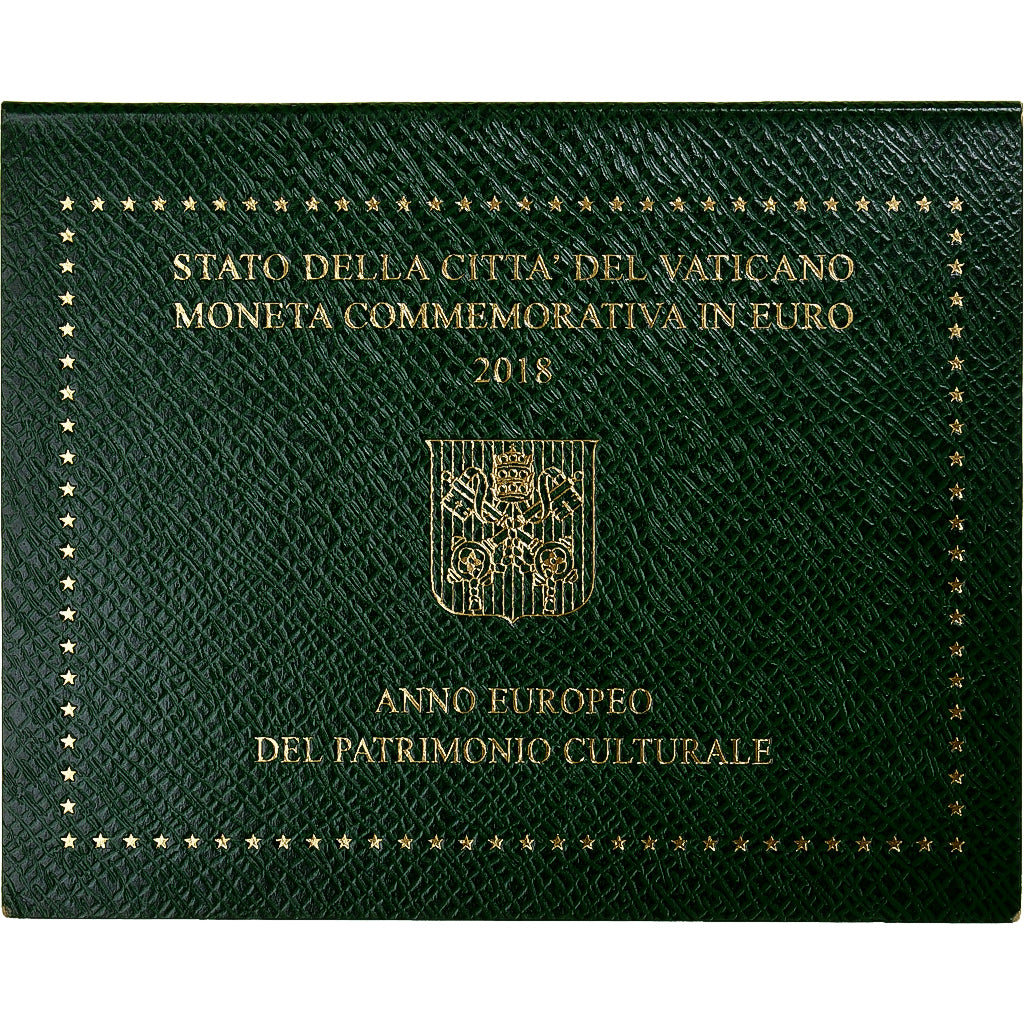 STATO DELLA CITTA' DEL VATICANO
MONETA COMMEMORATIVA IN EURO
2018
ANNO EUROPEO
DEL PATRIMONIO CULTURALE